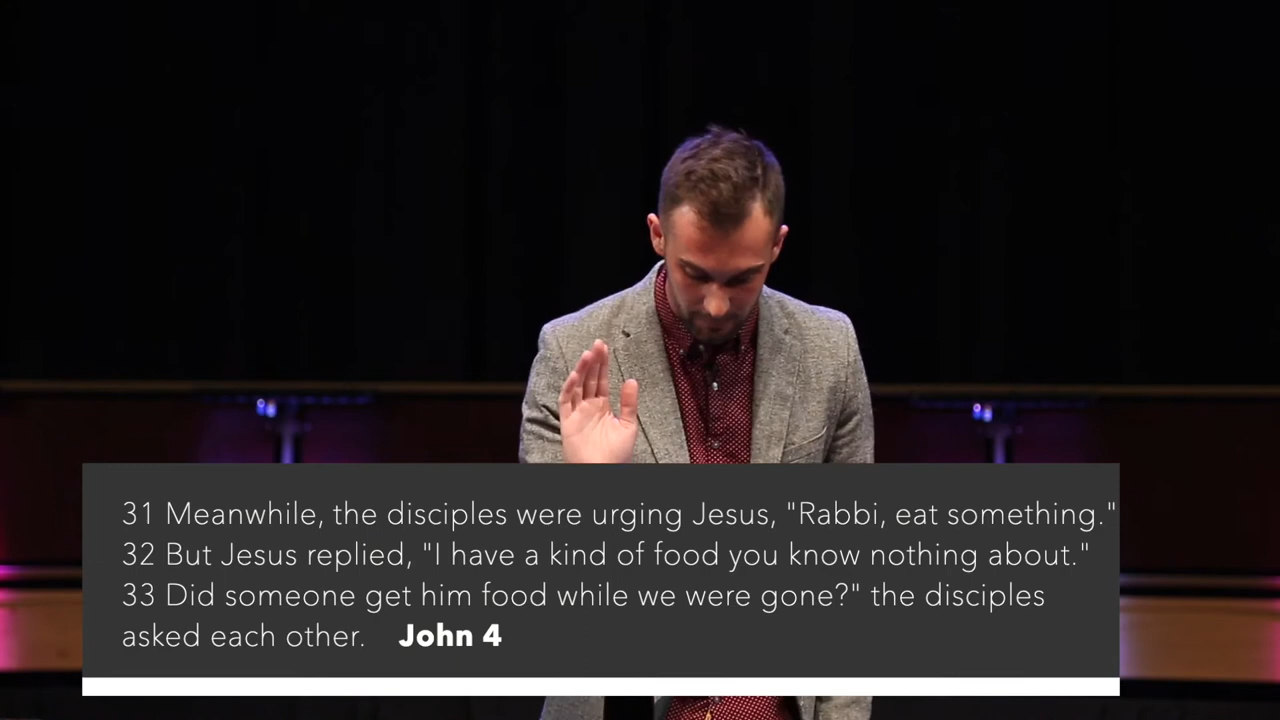 31 Meanwhile, the disciples were urging Jesus, "Rabbi, eat something."
32 But Jesus replied, "I have a kind of food you know nothing about."
33 Did someone get him food while we were gone?" the disciples
asked each other. John 4